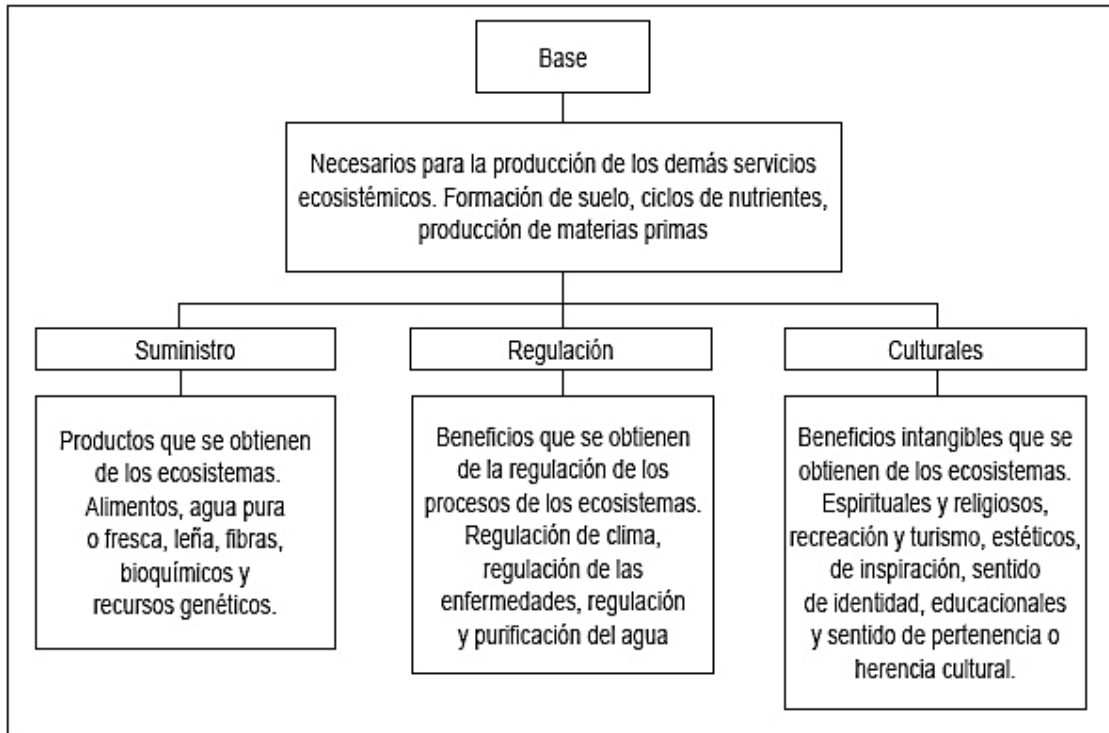 Base
Necesarios para la producción de los demás servicios
ecosistémicos. Formación de suelo, ciclos de nutrientes,
producción de materias primas
Suministro
Productos que se obtienen
de los ecosistemas.
Alimentos, agua pura
o fresca, leña, fibras,
bioquímicos y
recursos genéticos.
Regulación
Beneficios que se obtienen
de la regulación de los
procesos de los ecosistemas.
Regulación de clima,
regulación de las
enfermedades, regulación
y purificación del agua
Culturales
Beneficios intangibles que se
obtienen de los ecosistemas.
Espirituales y religiosos,
recreación y turismo, estéticos,
de inspiración, sentido
de identidad, educacionales
y sentido de pertenencia o
herencia cultural.